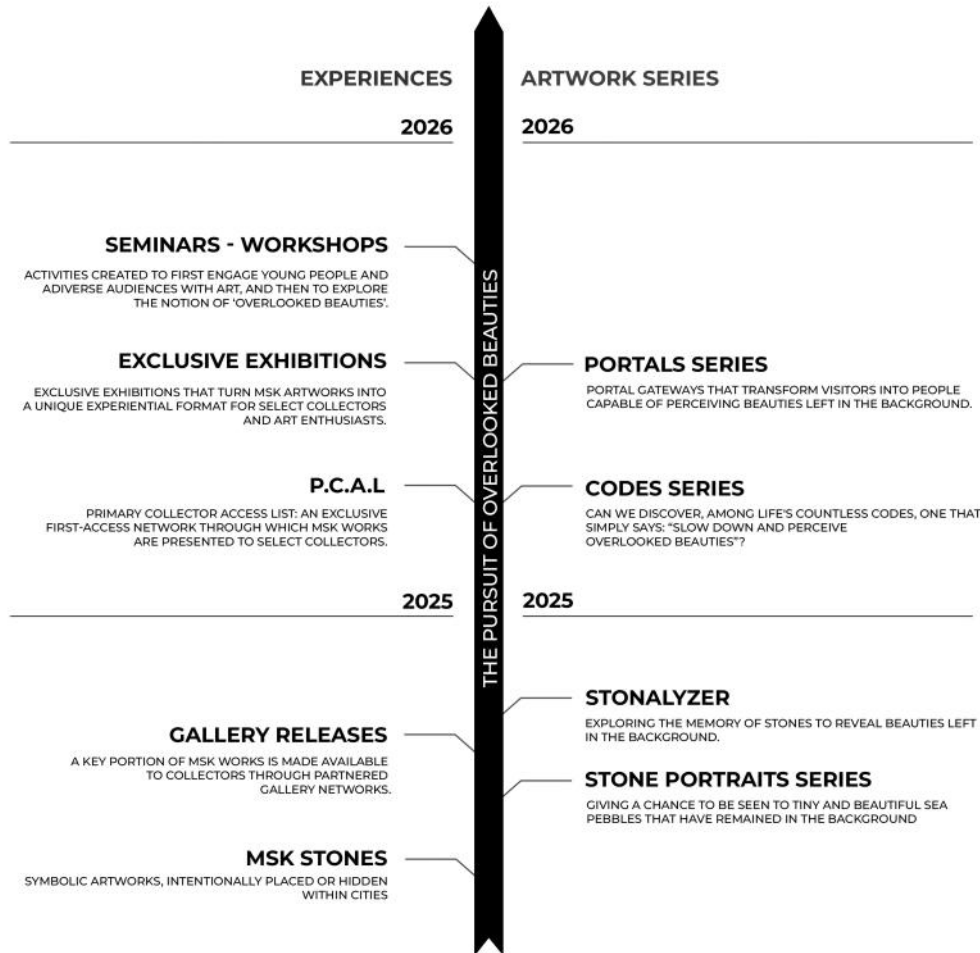 EXPERIENCES
2026
SEMINARS - WORKSHOPS
ACTIVITIES CREATED TO FIRST ENGAGE YOUNG PEOPLE AND
ADIVERSE AUDIENCES WITH ART, AND THEN TO EXPLORE
THE NOTION OF ‘OVERLOOKED BEAUTIES’.
EXCLUSIVE EXHIBITIONS
EXCLUSIVE EXHIBITIONS THAT TURN MSK ARTWORKS INTO
A UNIQUE EXPERIENTIAL FORMAT FOR SELECT COLLECTORS
AND ART ENTHUSIASTS.
P.C.A.L
PRIMARY COLLECTOR ACCESS LIST: AN EXCLUSIVE
FIRST-ACCESS NETWORK THROUGH WHICH MSK WORKS
ARE PRESENTED TO SELECT COLLECTORS.
2025
GALLERY RELEASES
A KEY PORTION OF MSK WORKS IS MADE AVAILABLE
TO COLLECTORS THROUGH PARTNERED
GALLERY NETWORKS.
MSK STONES
SYMBOLIC ARTWORKS, INTENTIONALLY PLACED OR HIDDEN
WITHIN CITIES
THE PURSUIT OF OVERLOOKED BEAUTIES
ARTWORK SERIES
2026
PORTALS SERIES
PORTAL GATEWAYS THAT TRANSFORM VISITORS INTO PEOPLE
CAPABLE OF PERCEIVING BEAUTIES LEFT IN THE BACKGROUND.
CODES SERIES
CAN WE DISCOVER, AMONG LIFE'S COUNTLESS CODES, ONE THAT
SIMPLY SAYS: “SLOW DOWN AND PERCEIVE
OVERLOOKED BEAUTIES”?
2025
STONALYZER
EXPLORING THE MEMORY OF STONES TO REVEAL BEAUTIES LEFT
IN THE BACKGROUND.
STONE PORTRAITS SERIES
GIVING A CHANCE TO BE SEEN TO TINY AND BEAUTIFUL SEA
PEBBLES THAT HAVE REMAINED IN THE BACKGROUND